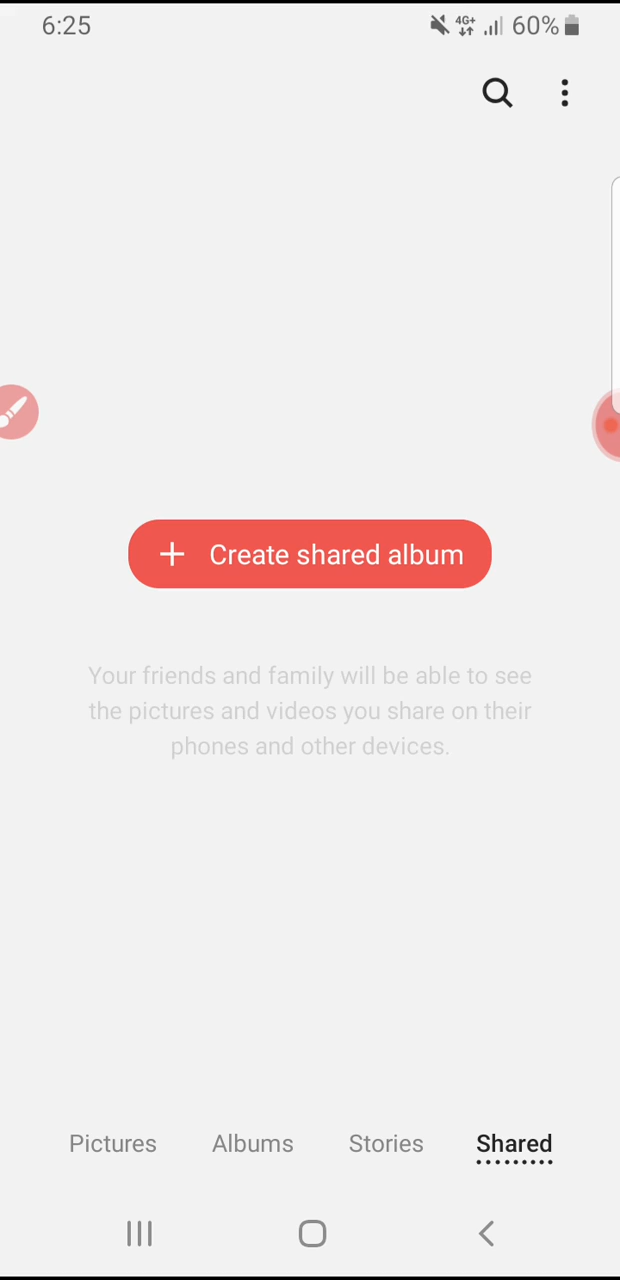 6:25
4G+
60%
Create shared album
Your friends and family will be able to see
the pictures and videos you share on their
phones and other devices.
Pictures Albums Stories Shared